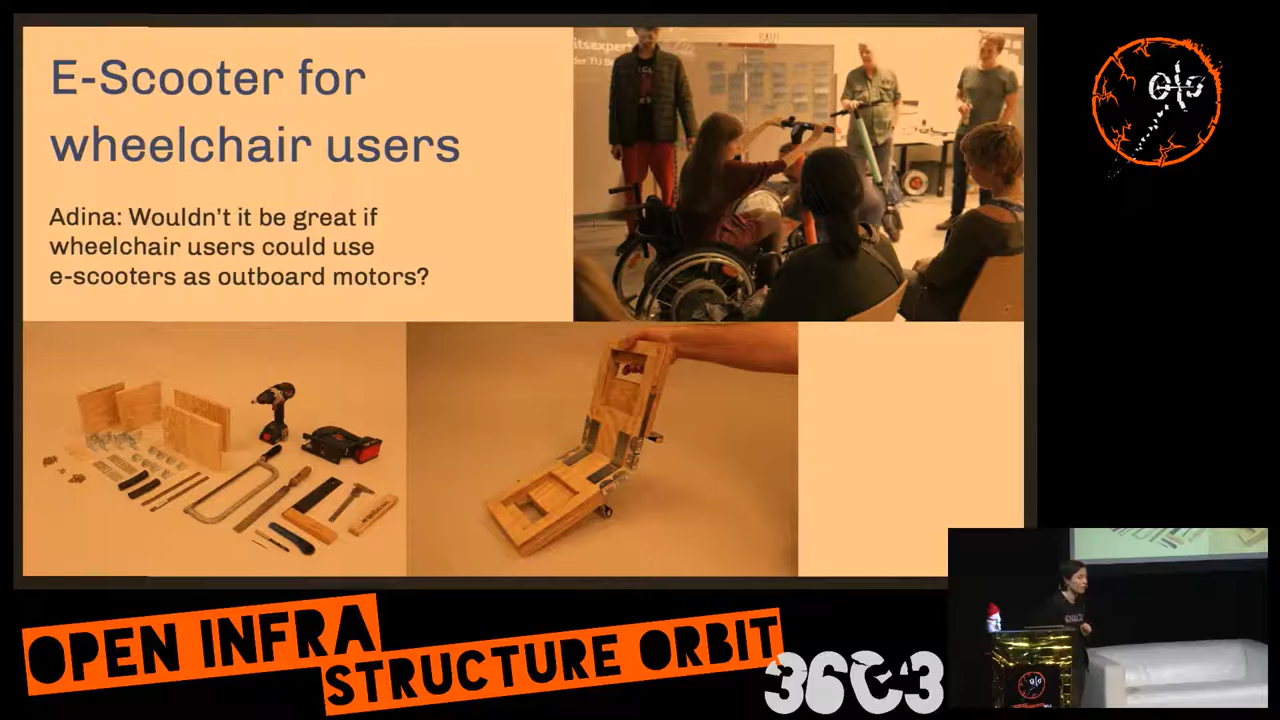 E-Scooter for
wheelchair users
Adina: Wouldn't it be great if
wheelchair users could use
e-scooters as outboard motors?
OPEN INFRA
STRUCTURE ORBIT
36C3